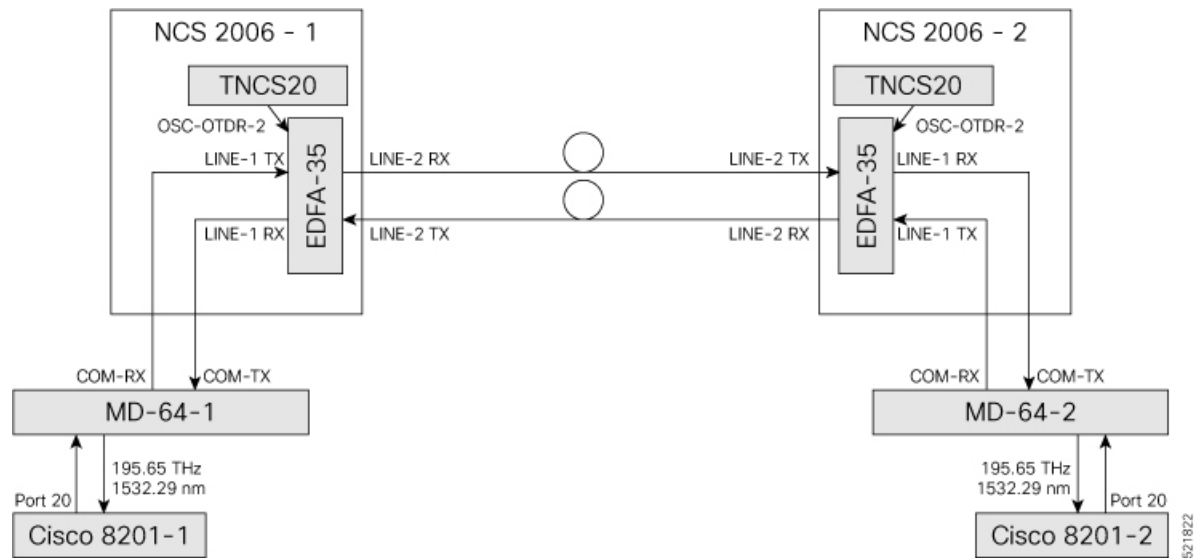 NCS 2006 - 1
NCS 2006 - 2
TNCS20
TNCS20
OSC-OTDR-2
OSC-OTDR-2
LINE-1 TX
LINE-2 RX
LINE-2 TX
LINE-1 RX
EDFA-35
EDFA-35
LINE-1 RX
LINE-2 TX
LINE-2 RX
LINE-1 TX
COM-RX
COM-TX
COM-RX
COM-TX
MD-64-1
MD-64-2
195.65 THz
1532.29 nm
195.65 THz
1532.29 nm
Port 20
Port 20
Cisco 8201-1
Cisco 8201-2
521822